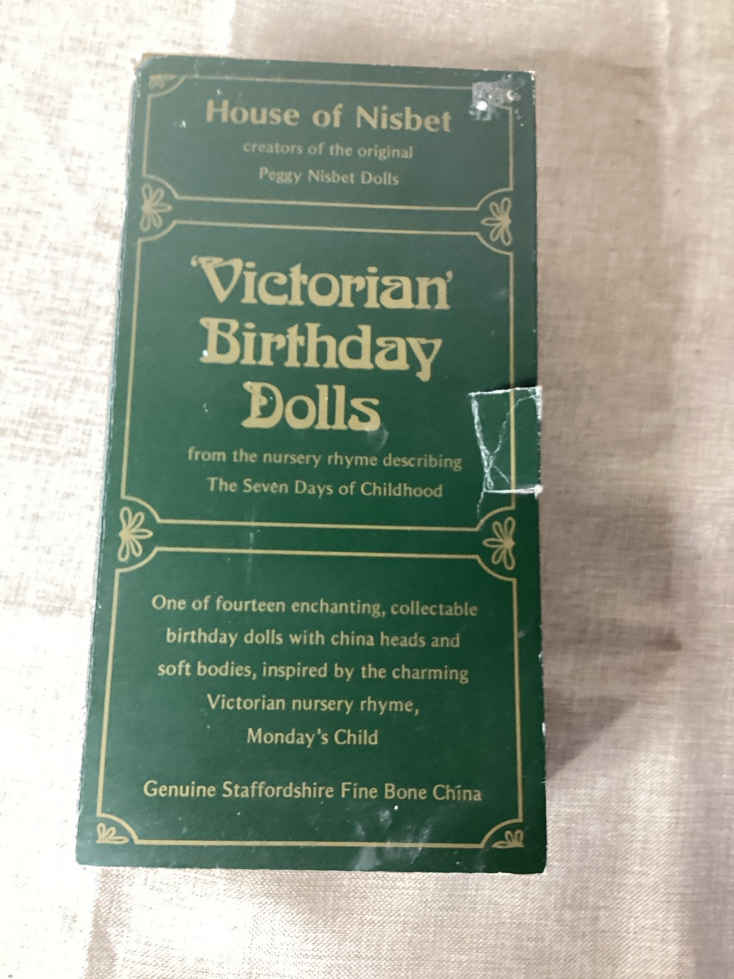 House of Nisbet
creators of the original
Peggy Nisbet Dolls
'Victorian'
Birthday
Dolls
from the nursery rhyme describing
The Seven Days of Childhood
One of fourteen enchanting, collectable
birthday dolls with china heads and
soft bodies, inspired by the charming
Victorian nursery rhyme,
Monday's Child
Genuine Staffordshire Fine Bone China